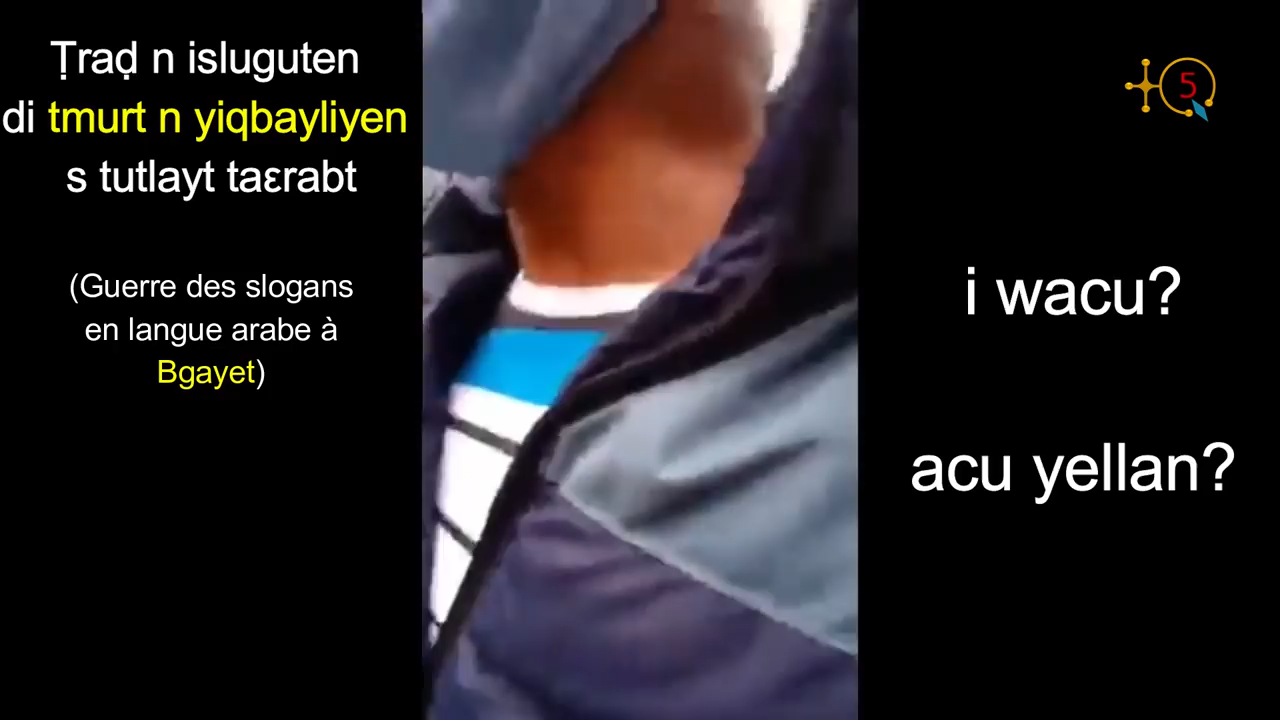 Ṭraḍ n isluguten
di tmurt n yiqbayliyen
s tutlayt taɛrabt
(Guerre des slogans
en langue arabe à
Bgayet)
5
i wacu?
acu yellan?